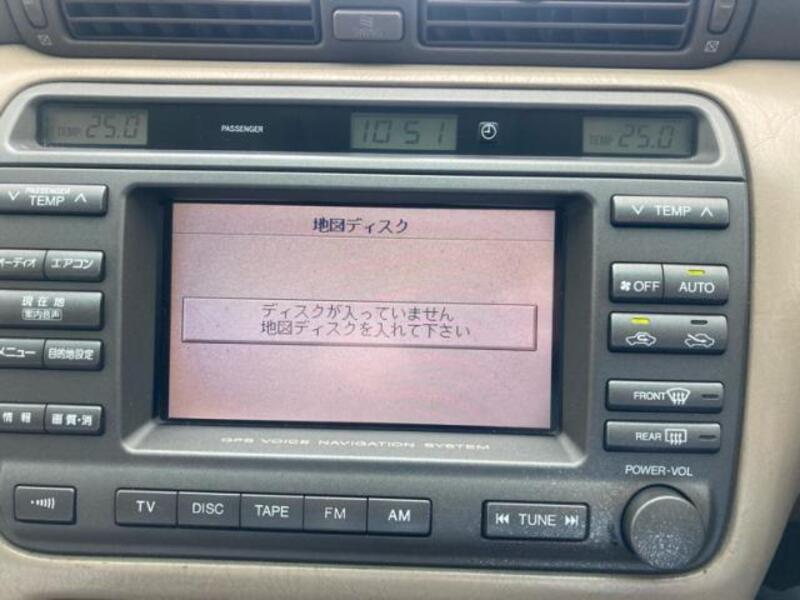 TEMP 25.0
PASSENGER
10:51
TEMP 25.0
PASSENGER
TEMP
TEMP
地図ディスク
ディスクが入っていません
地図ディスクを入れて下さい
オーディオ
エアコン
OFF
AUTO
現在地
案内音声
メニュー
目的地設定
FRONT
情報
画質・消
REAR
GPS VOICE NAVIGATION SYSTEM
POWER-VOL
TV
DISC
TAPE
FM
AM
TUNE